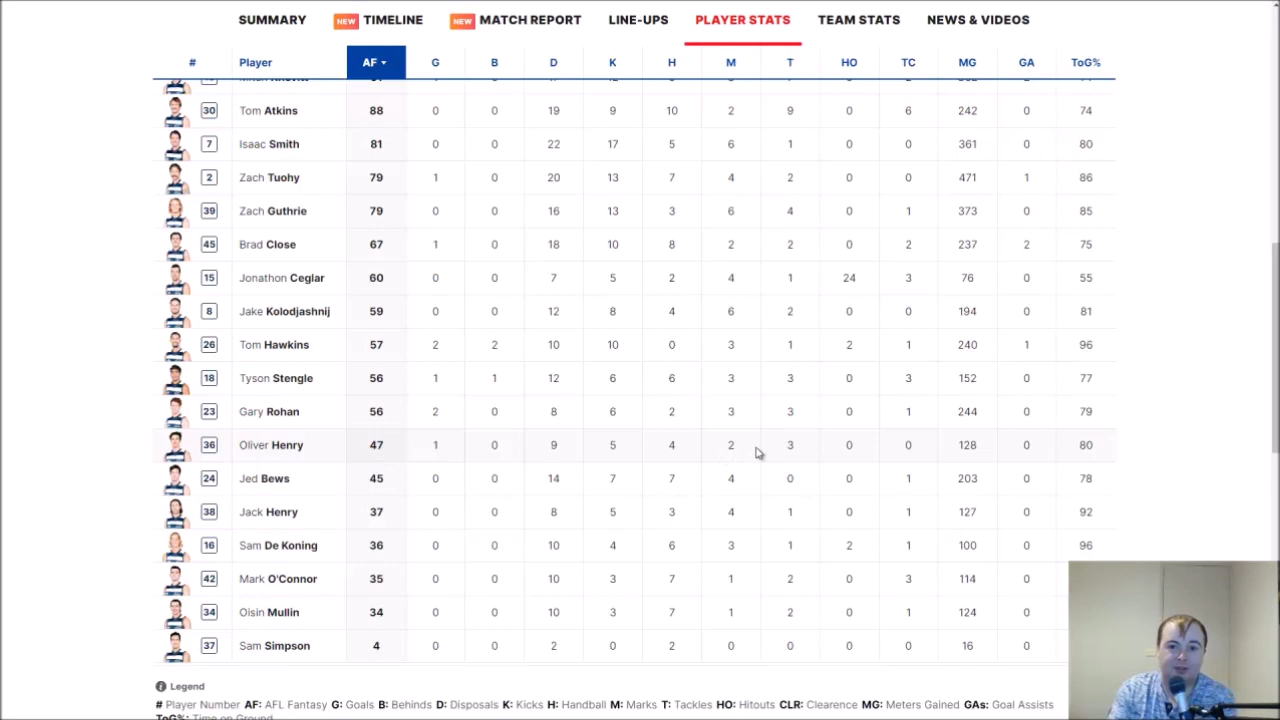 SUMMARY NEW TIMELINE NEW MATCH REPORT LINE-UPS PLAYER STATS TEAM STATS NEWS & VIDEOS
# Player AF G B D K H M T HO TC MG GA ToG%
30 Tom Atkins 88 0 19 10 2 9 0 6 242 0 74
7 Isaac Smith 81 0 0 22 17 5 6 1 0 0 361 0 80
2 Zach Tuohy 79 1 0 20 13 7 4 2 0 0 471 1 86
39 Zach Guthrie 79 0 0 16 13 3 6 4 0 1 373 0 85
45 Brad Close 67 1 0 18 10 8 2 2 0 2 237 2 75
15 Jonathon Ceglar 60 0 0 7 5 2 4 1 24 3 76 0 55
8 Jake Kolodjashnij 59 0 0 12 8 4 6 2 0 0 194 0 81
26 Tom Hawkins 57 2 2 10 10 0 3 1 2 1 240 1 96
18 Tyson Stengle 56 1 12 6 6 3 3 0 3 152 0 77
23 Gary Rohan 56 2 0 8 6 2 3 3 0 1 244 0 79
36 Oliver Henry 47 0 9 4 2 3 0 0 128 0 80
24 Jed Bews 45 0 0 14 7 4 0 0 1 203 0 78
38 Jack Henry 37 0 0 8 5 3 4 1 0 1 127 0 92
16 Sam De Koning 36 0 10 6 3 1 2 0 100 0 96
42 Mark O'Connor 35 0 0 10 3 7 1 2 0 3 114 0
34 Oisin Mullin 34 0 10 7 1 2 0 0 124 0
37 Sam Simpson 4 0 2 0 2 0 0 0 0 16 0
Legend
# Player Number AF: AFL Fantasy G: Goals B: Behinds D: Disposals K: Kicks H: Handball M: Marks T: Tackles HO: Hitouts CLR: Clearence MG: Meters Gained GAs: Goal Assists
ToG%: Time on Ground